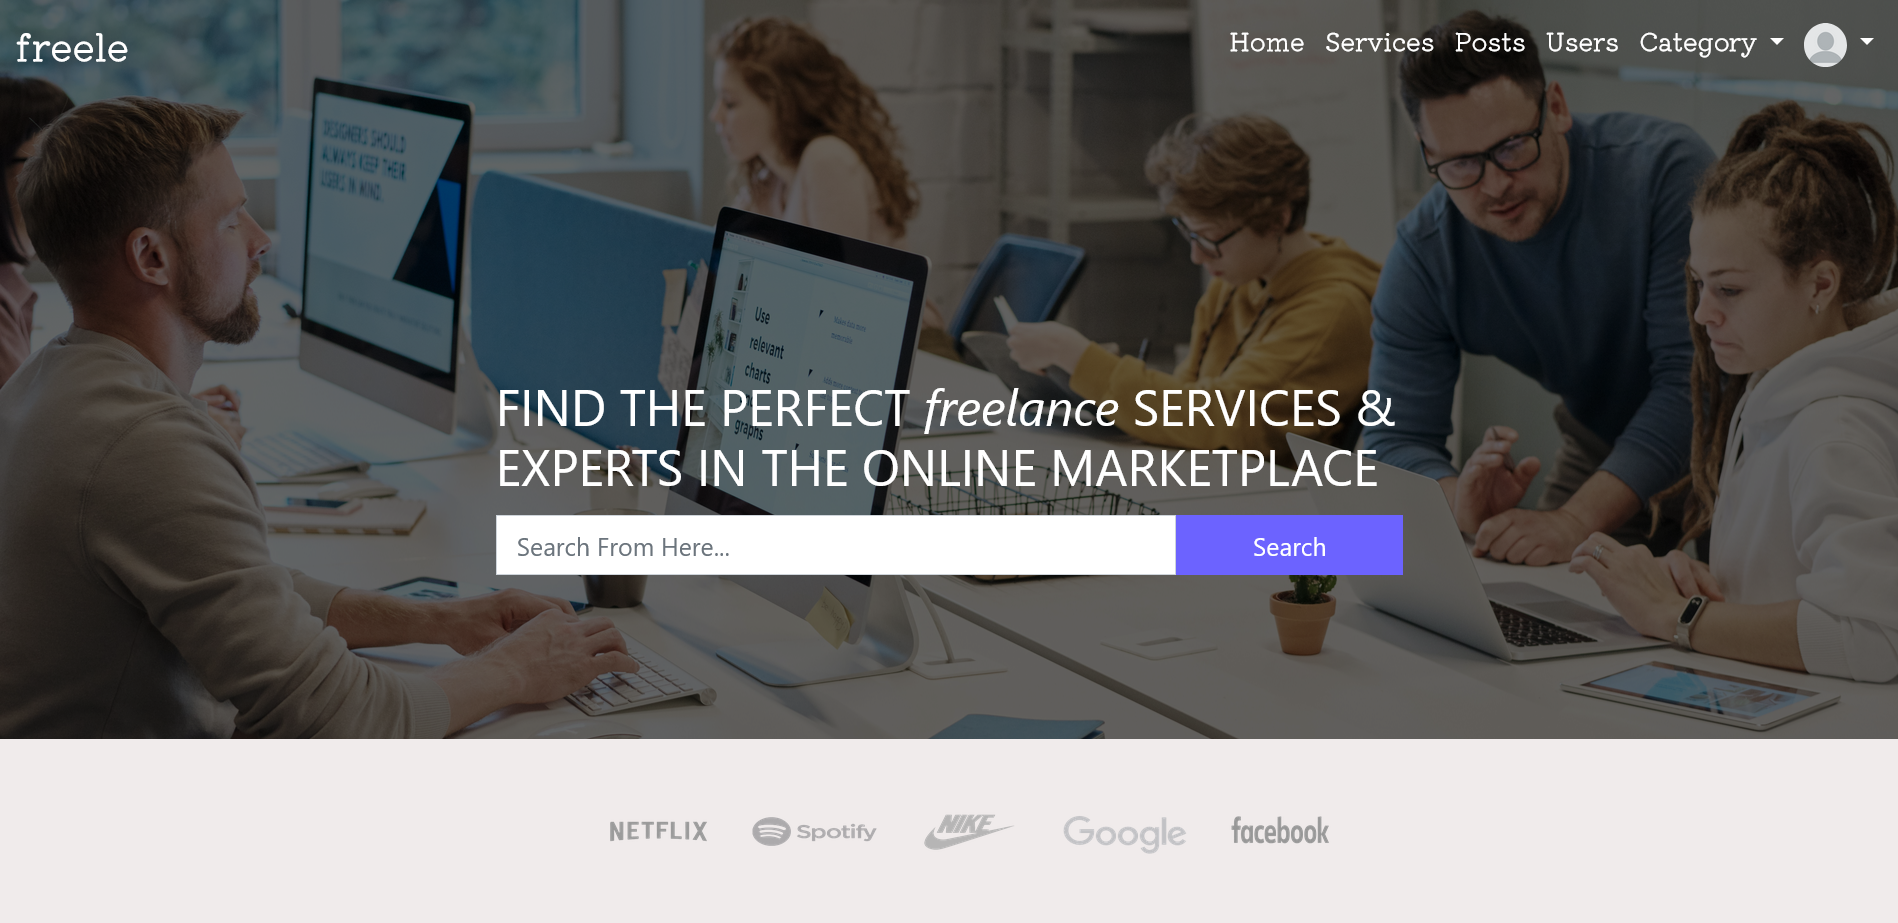 freele
Home Services Posts Users Category
DESIGNERS SHOULD
ALWAYS KEEP THEIR
USERS IN MIND.
Use
relevant
charts
graphs
FIND THE PERFECT freelance SERVICES &
EXPERTS IN THE ONLINE MARKETPLACE
Search From Here...
Search
NETFLIX
Spotify
NIKE
Google
facebook